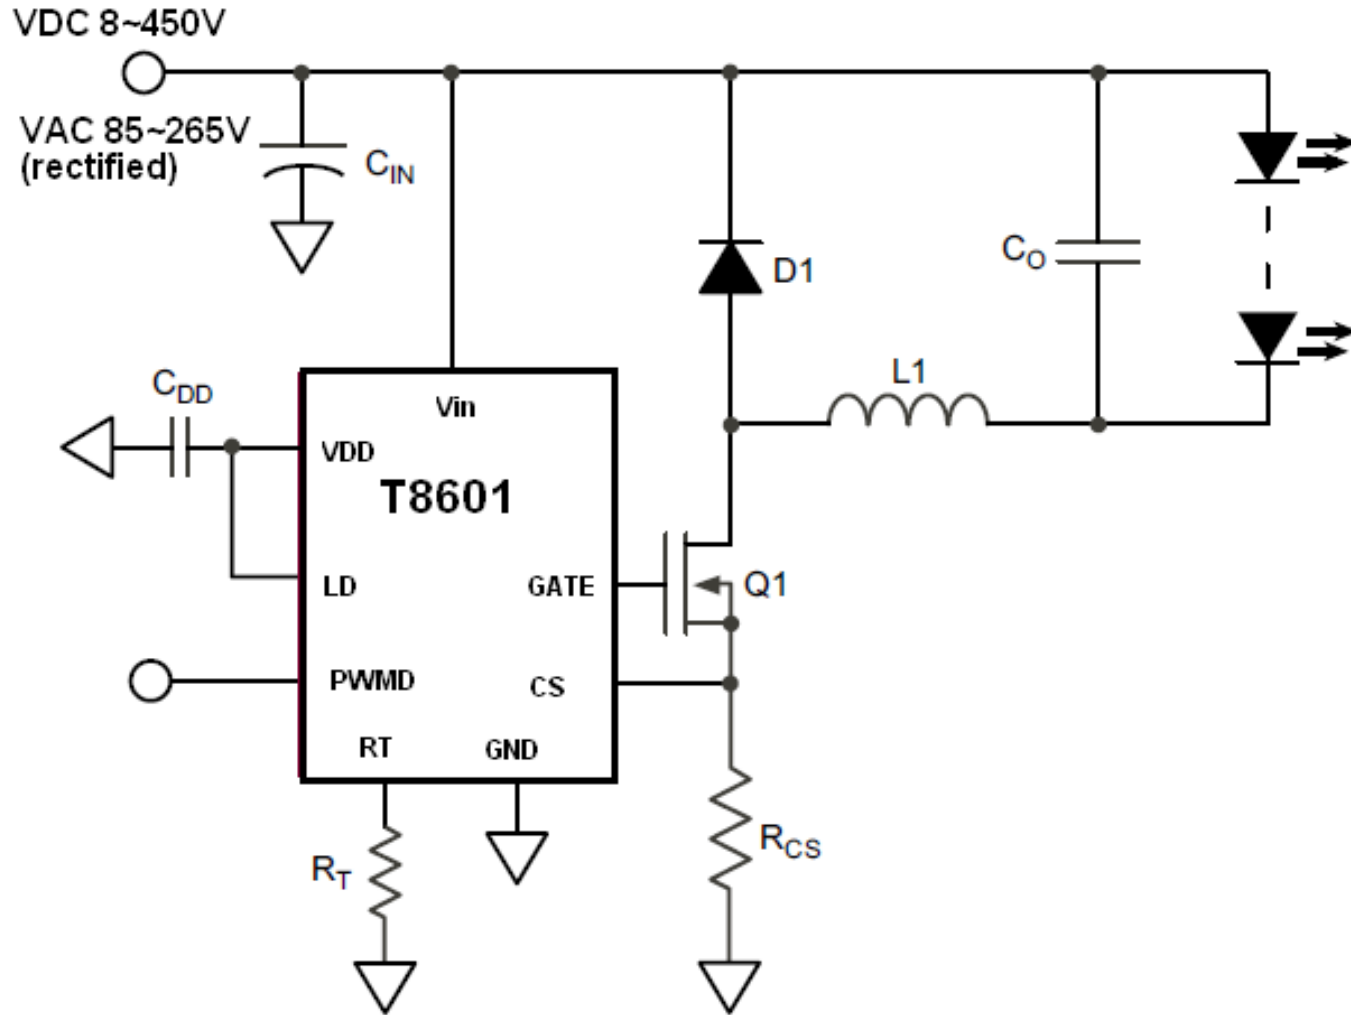 VDC 8~450V
VAC 85~265V
(rectified)
CIN
D1
CO
L1
CDD
Vin
VDD
T8601
LD
GATE
Q1
PWMD
CS
RT
GND
RT
RCS